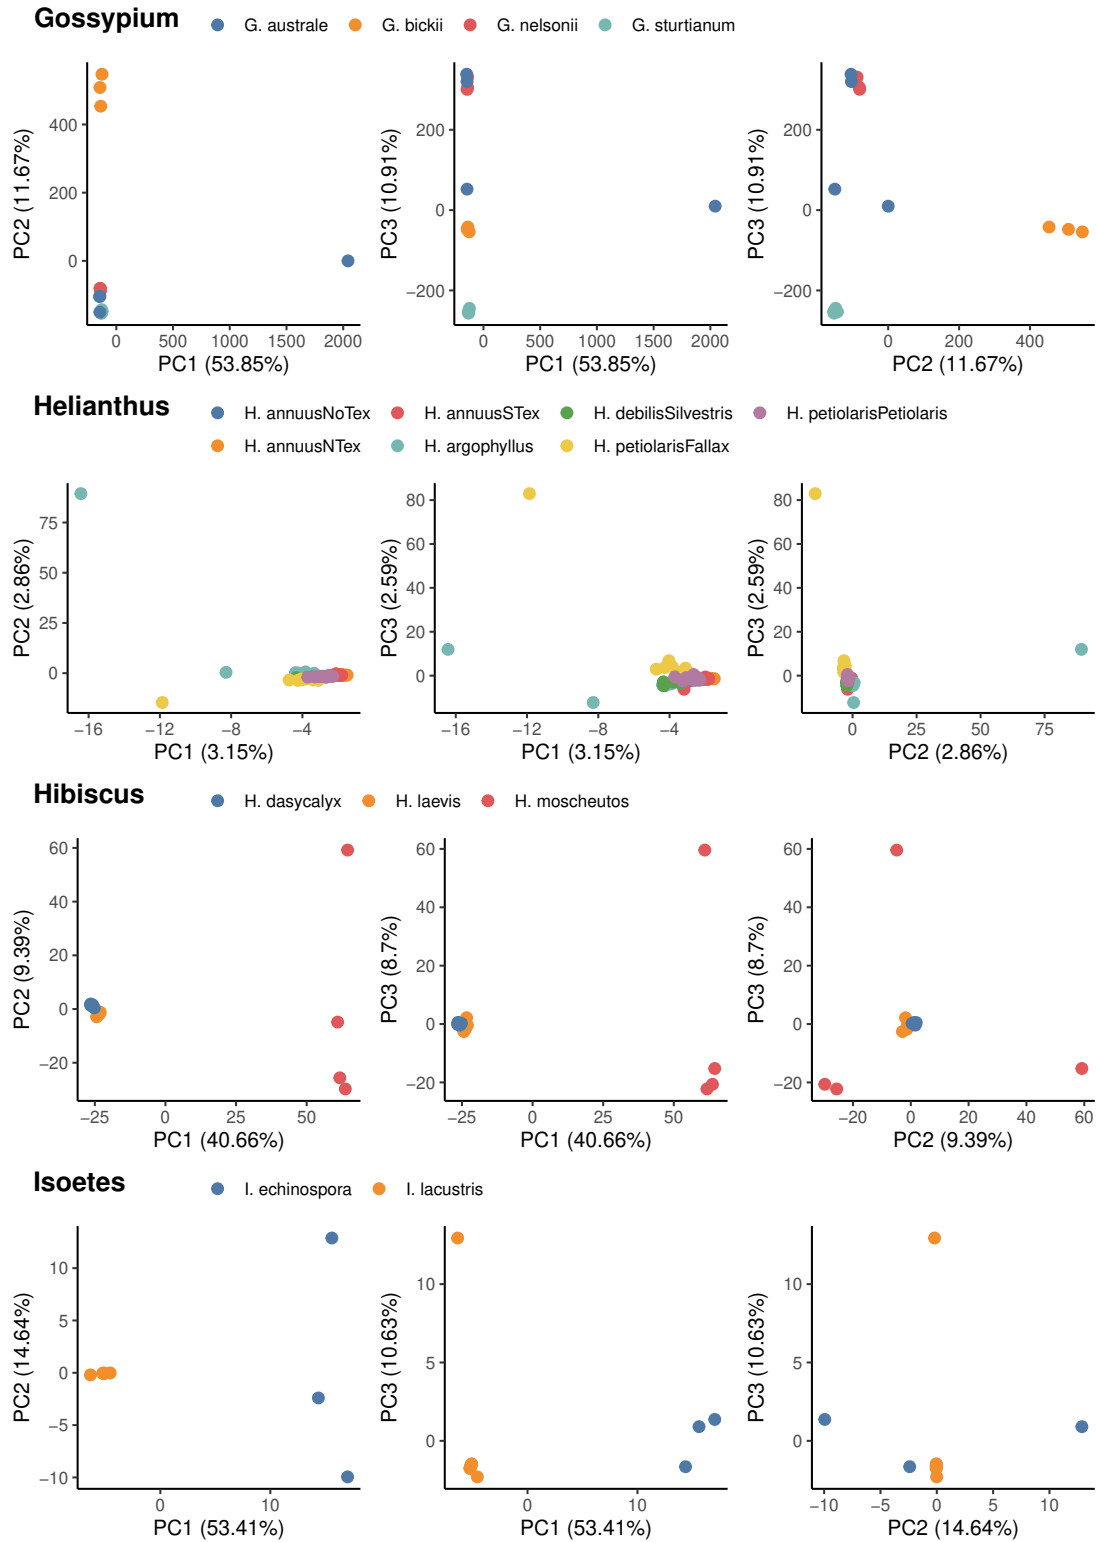 Gossypium
G. australe G. bickii G. nelsonii G. sturtianum
400
200
0
PC2 (11.67%)
0 500 1000 1500 2000
PC1 (53.85%)
200
0
−200
PC3 (10.91%)
0 500 1000 1500 2000
PC1 (53.85%)
200
0
−200
PC3 (10.91%)
0 200 400
PC2 (11.67%)
Helianthus
H. annuusNoTex H. annuusSTex H. debilisSilvestris H. petiolarisPetiolaris
H. annuusNTex H. argophyllus H. petiolarisFallax
75
50
25
0
PC2 (2.86%)
−16 −12 −8 −4
PC1 (3.15%)
80
60
40
20
0
PC3 (2.59%)
−16 −12 −8 −4
PC1 (3.15%)
80
60
40
20
0
PC3 (2.59%)
0 25 50 75
PC2 (2.86%)
Hibiscus
H. dasycalyx H. laevis H. moscheutos
60
40
20
0
−20
PC2 (9.39%)
−25 0 25 50
PC1 (40.66%)
60
40
20
0
−20
PC3 (8.7%)
−25 0 25 50
PC1 (40.66%)
60
40
20
0
−20
PC3 (8.7%)
−20 0 20 40 60
PC2 (9.39%)
Isoetes
I. echinospora I. lacustris
10
5
0
−5
−10
PC2 (14.64%)
0 10
PC1 (53.41%)
10
5
0
PC3 (10.63%)
0 10
PC1 (53.41%)
10
5
0
PC3 (10.63%)
−10 −5 0 5 10
PC2 (14.64%)